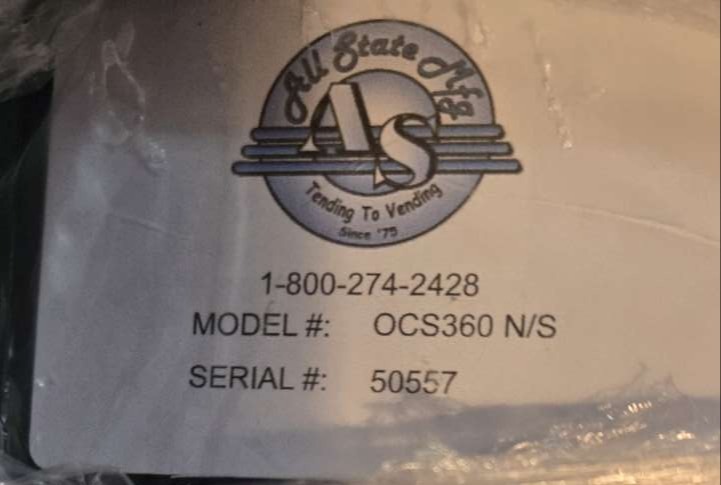 All State Mfg
AS
Tending To Vending
Since '75
1-800-274-2428
MODEL #: OCS360 N/S
SERIAL #: 50557